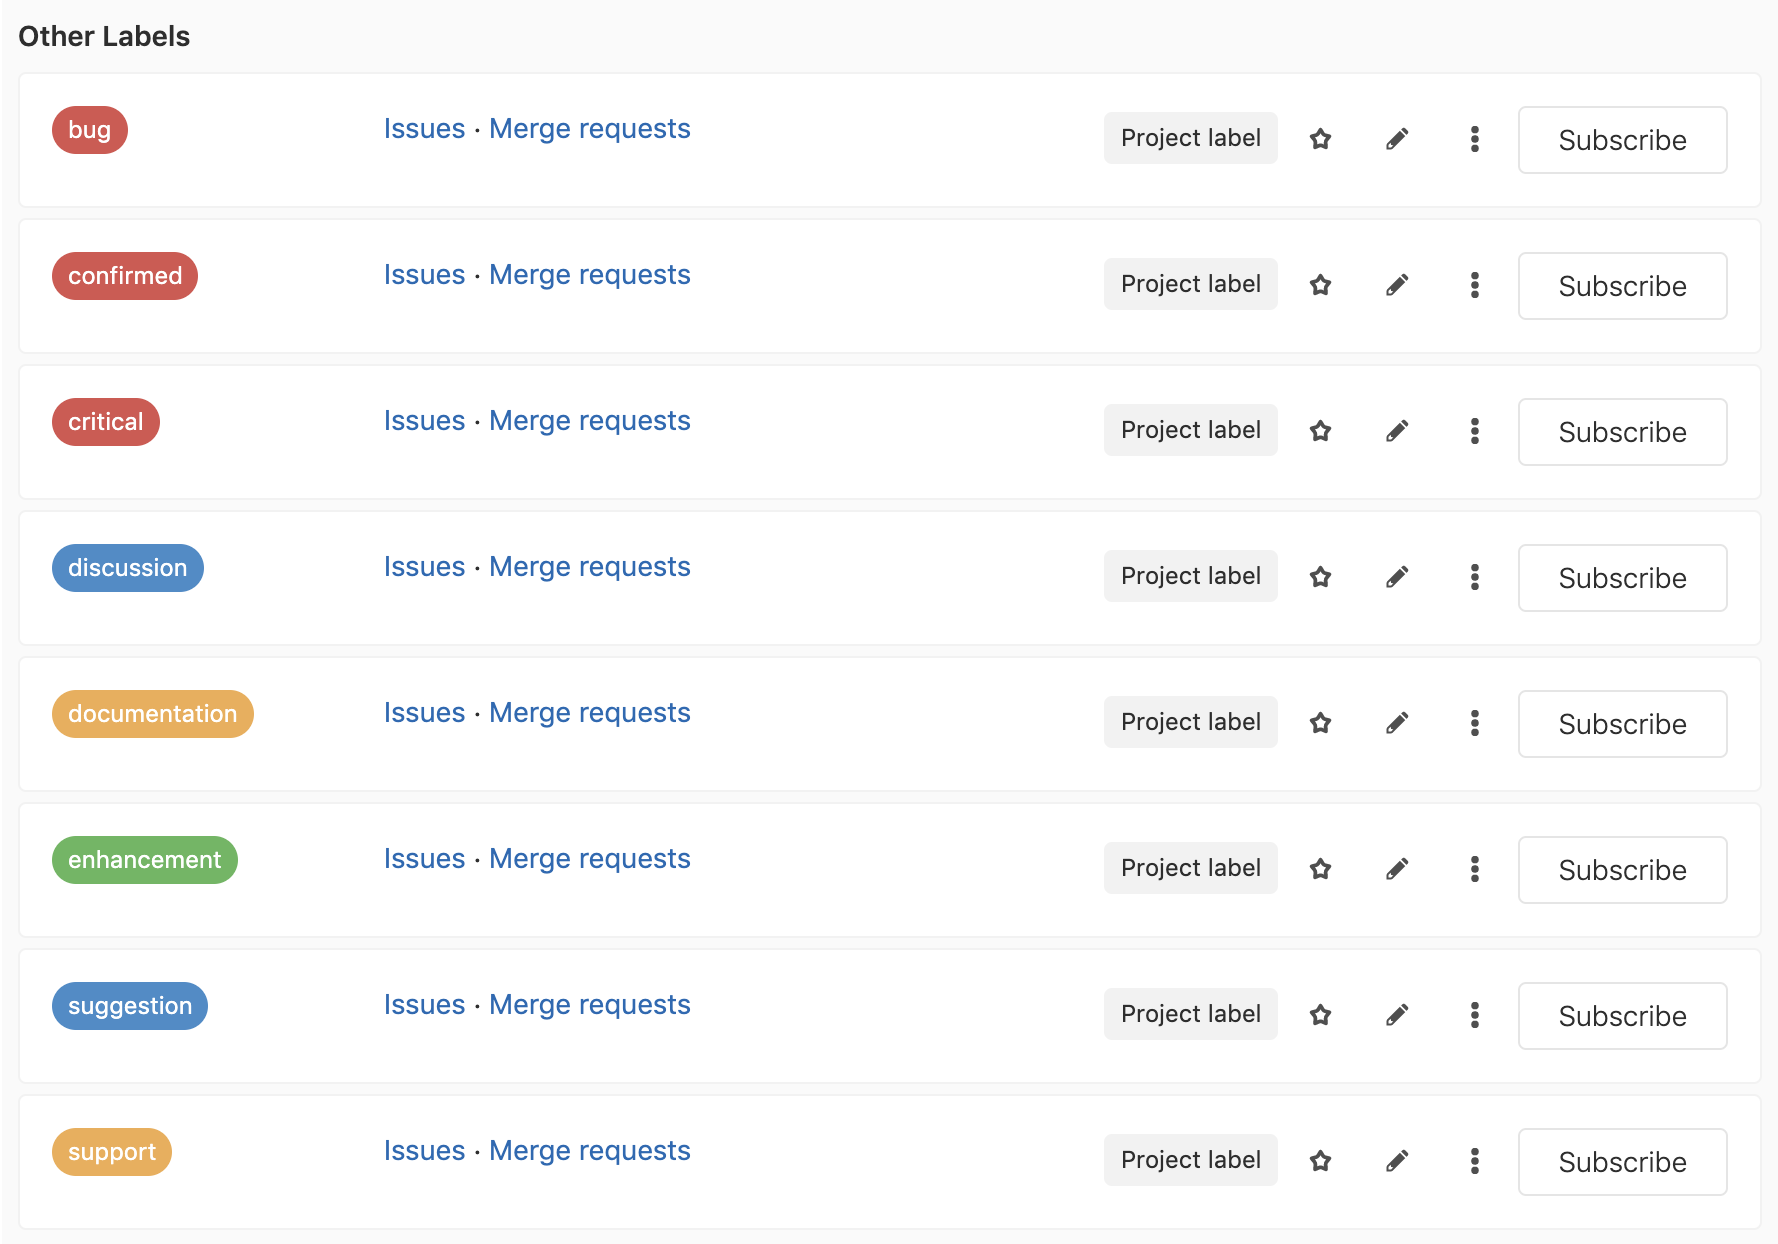 Other Labels
bug Issues · Merge requests Project label Subscribe
confirmed Issues · Merge requests Project label Subscribe
critical Issues · Merge requests Project label Subscribe
discussion Issues · Merge requests Project label Subscribe
documentation Issues · Merge requests Project label Subscribe
enhancement Issues · Merge requests Project label Subscribe
suggestion Issues · Merge requests Project label Subscribe
support Issues · Merge requests Project label Subscribe